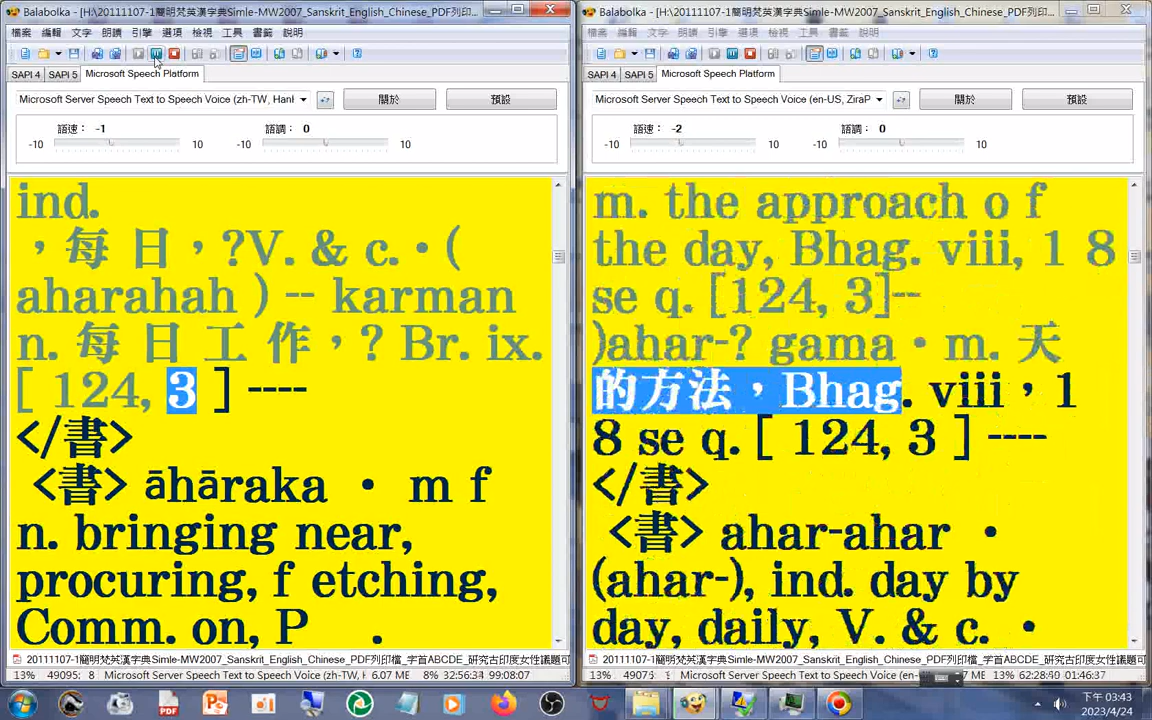 Balabolka - [H:\20111107-1簡明梵英漢字典Simle-MW2007_Sanskrit_English_Chinese_PDF列印...
檔案 編輯 文字 朗讀 引擎 選項 檢視 工具 書籤 說明
SAPI 4 SAPI 5 Microsoft Speech Platform
Microsoft Server Speech Text to Speech Voice (zh-TW, Hanl
關於 預設
語速： -1 語調： 0
-10 10 -10 10
ind.
，每 日，?V. & c.•(
aharahah ) -- karman
n. 每 日 工 作，? Br. ix.
[ 124, 3 ] ----
</書>
<書> āhāraka • m f
n. bringing near,
procuring, f etching,
Comm. on, P .
20111107-1簡明梵英漢字典Simle-MW2007_Sanskrit_English_Chinese_PDF列印檔_字首ABCDE_研究古印度女性議題可
13% 49095: 8 Microsoft Server Speech Text to Speech Voice (zh-TW, H 6.07 MB 8% 32:56:34 99:08:07
Balabolka - [H:\20111107-1簡明梵英漢字典Simle-MW2007_Sanskrit_English_Chinese_PDF列印...
檔案 編輯 文字 朗讀 引擎 選項 檢視 工具 書籤 說明
SAPI 4 SAPI 5 Microsoft Speech Platform
Microsoft Server Speech Text to Speech Voice (en-US, ZiraP
關於 預設
語速： -2 語調： 0
-10 10 -10 10
m. the approach o f
the day, Bhag. viii, 1 8
se q. [124, 3]--
)ahar-? gama • m. 天
的方法，Bhag. viii，1
8 se q. [ 124, 3 ] ----
</書>
<書> ahar-ahar •
(ahar-), ind. day by
day, daily, V. & c. •
20111107-1簡明梵英漢字典Simle-MW2007_Sanskrit_English_Chinese_PDF列印檔_字首ABCDE_研究古印度女性議題可
Microsoft Server Speech Text to Speech Voice 13% 62:28:40 01:46:37
下午 03:43
2023/4/24